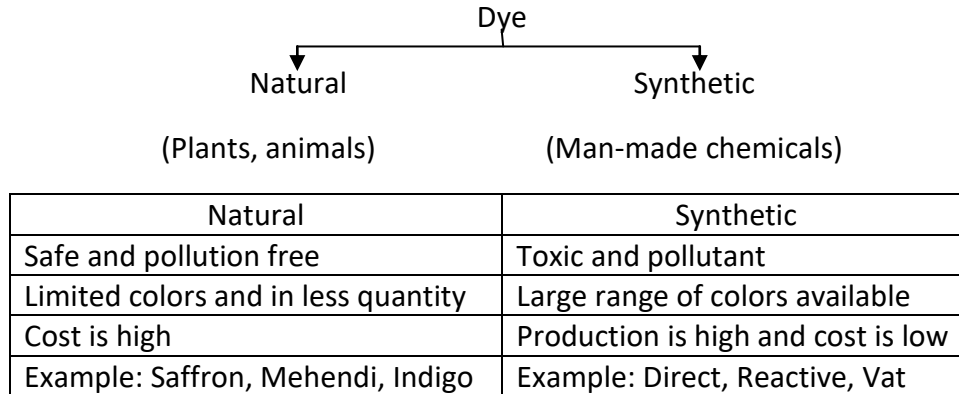 Dye
Natural Synthetic
(Plants, animals) (Man-made chemicals)
Natural Synthetic
Safe and pollution free Toxic and pollutant
Limited colors and in less quantity Large range of colors available
Cost is high Production is high and cost is low
Example: Saffron, Mehendi, Indigo Example: Direct, Reactive, Vat